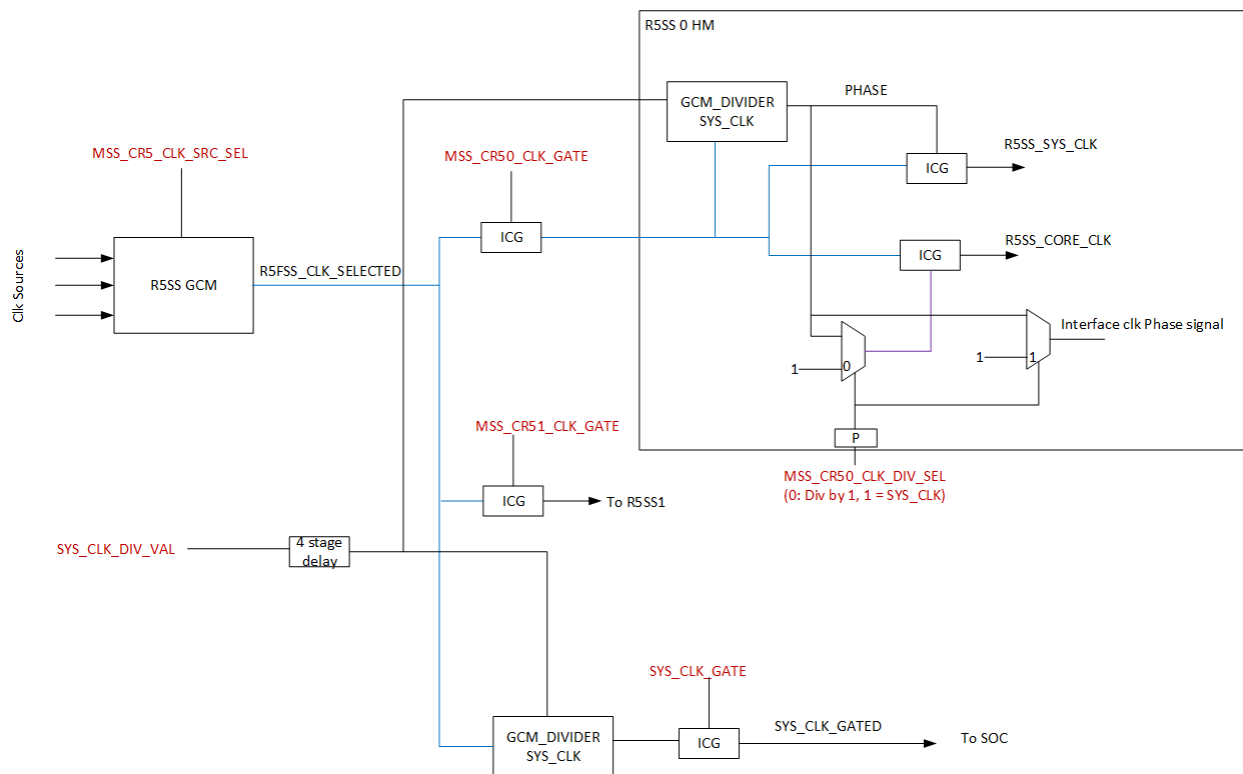 R5SS 0 HM
GCM_DIVIDER
SYS_CLK
PHASE
R5SS_SYS_CLK
ICG
MSS_CR5_CLK_SRC_SEL
MSS_CR50_CLK_GATE
ICG
R5SS_CORE_CLK
ICG
Clk Sources
R5SS GCM
R5FSS_CLK_SELECTED
Interface clk Phase signal
1
0
1
1
P
MSS_CR50_CLK_DIV_SEL
(0: Div by 1, 1 = SYS_CLK)
MSS_CR51_CLK_GATE
ICG
To R5SS1
SYS_CLK_DIV_VAL
4 stage
delay
SYS_CLK_GATE
GCM_DIVIDER
SYS_CLK
ICG
SYS_CLK_GATED
To SOC